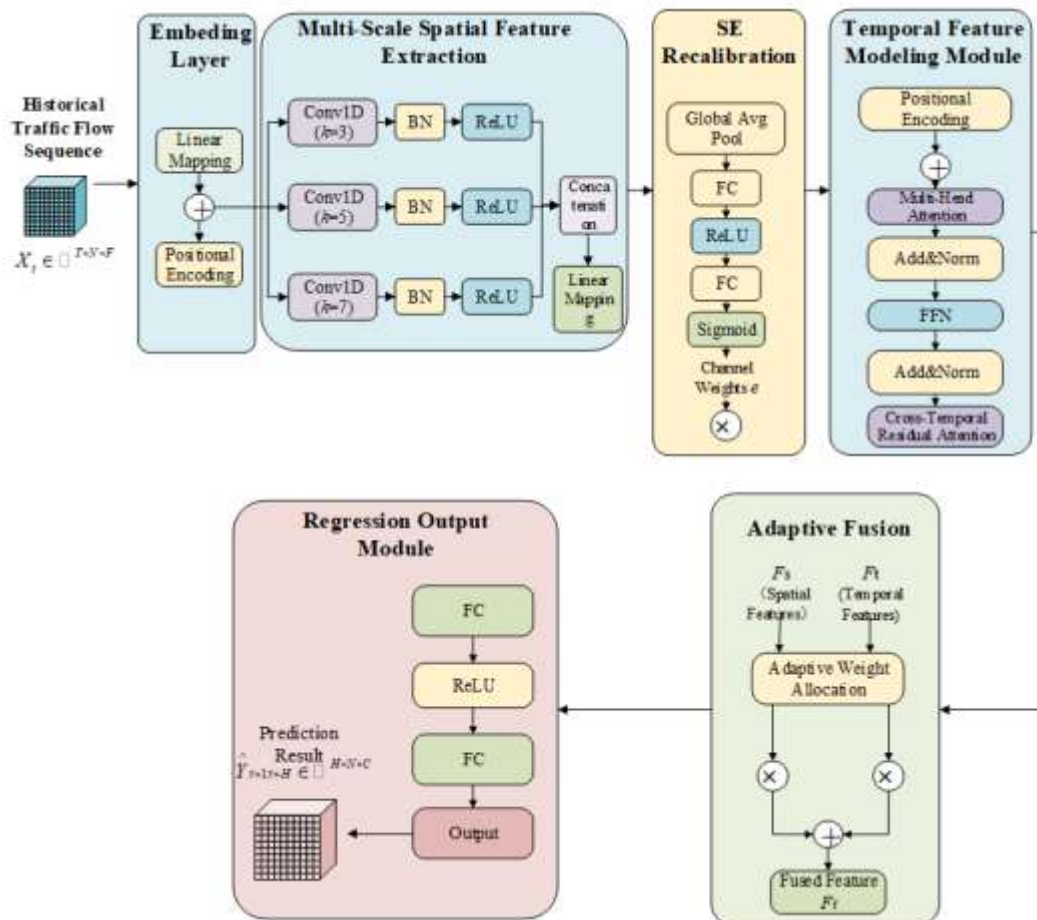 Historical
Traffic Flow
Sequence
X_t ∈ □ ^{T×N×F}
Embeding
Layer
Linear
Mapping
Positional
Encoding
Multi-Scale Spatial Feature
Extraction
Conv1D
(k=3)
BN
ReLU
Conv1D
(k=5)
BN
ReLU
Conv1D
(k=7)
BN
ReLU
Conca
tenati
on
Linear
Mappin
g
SE
Recalibration
Global Avg
Pool
FC
ReLU
FC
Sigmoid
Channel
Weights
Temporal Feature
Modeling Module
Positional
Encoding
Multi-Head
Attention
Add&Norm
FFN
Add&Norm
Cross-Temporal
Residual Attention
Adaptive Fusion
Fs
(Spatial
Features)
Ft
(Temporal
Features)
Adaptive Weight
Allocation
Fused Feature
Regression Output
Module
FC
ReLU
FC
Output
Prediction
Result